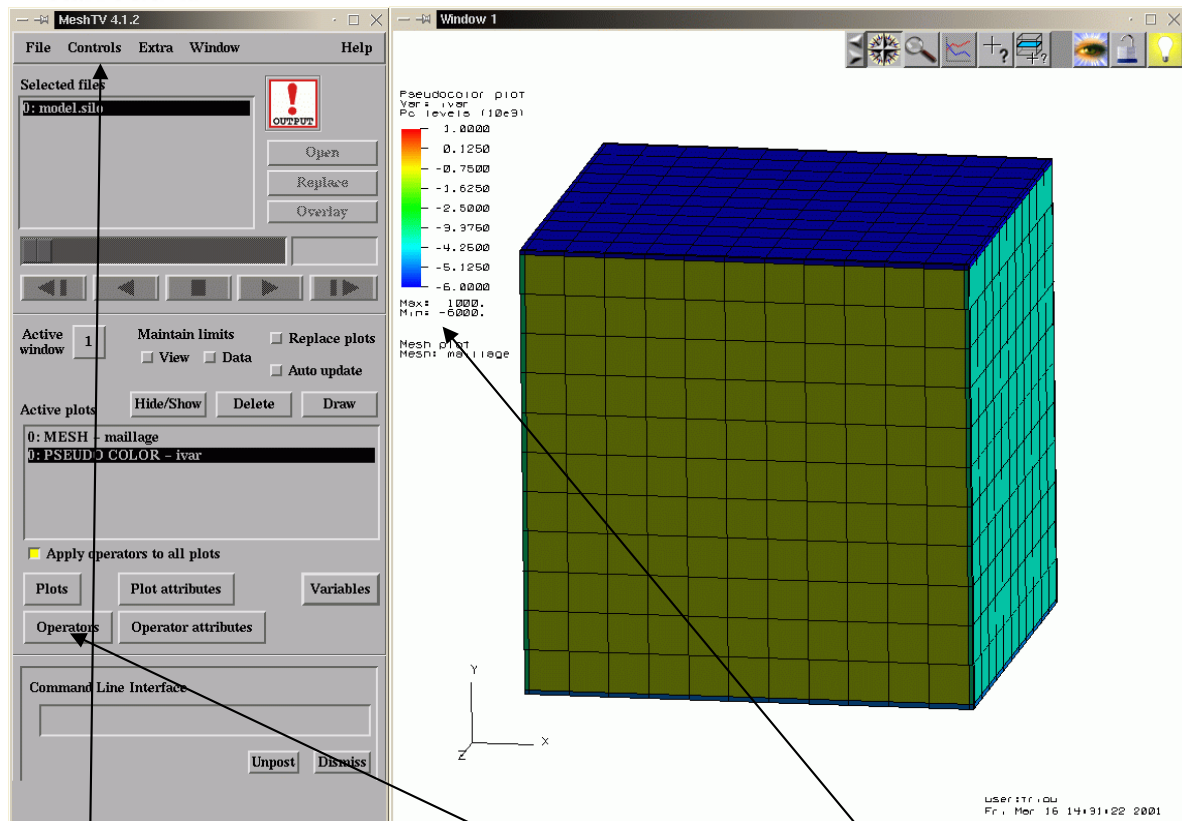 MeshTV 4.1.2
File Controls Extra Window Help
Selected files
0: model.silo
OUTPUT
Open
Replace
Overlay
Active window
1
Maintain limits
View Data
Replace plots
Auto update
Active plots
Hide/Show Delete Draw
0: MESH – maillage
0: PSEUDO COLOR – ivar
Apply operators to all plots
Plots Plot attributes Variables
Operators Operator attributes
Command Line Interface
Unpost Dismiss
Window 1
Pseudocolor plot
Var: ivar
Pc levels (10e3)
1.0000
0.1250
-0.7500
-1.6250
-2.5000
-3.3750
-4.2500
-5.1250
-6.0000
Max: 1000.
Min: -6000.
Mesh plot
Mesh: maillage
Y
X
Z
Fri Mar 16 14:31:22 2001